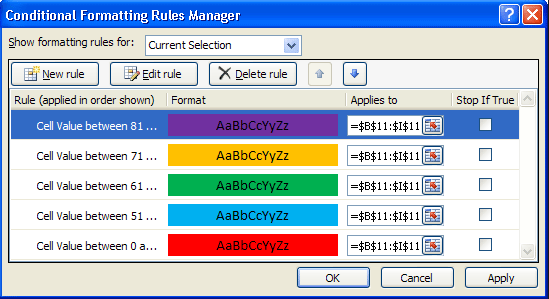 Conditional Formatting Rules Manager
Show formatting rules for: Current Selection
New rule Edit rule Delete rule
Rule (applied in order shown) Format Applies to Stop If True
Cell Value between 81 ... AaBbCcYyZz =$B$11:$I$11
Cell Value between 71 ... AaBbCcYyZz =$B$11:$I$11
Cell Value between 61 ... AaBbCcYyZz =$B$11:$I$11
Cell Value between 51 ... AaBbCcYyZz =$B$11:$I$11
Cell Value between 0 a... AaBbCcYyZz =$B$11:$I$11
OK Cancel Apply